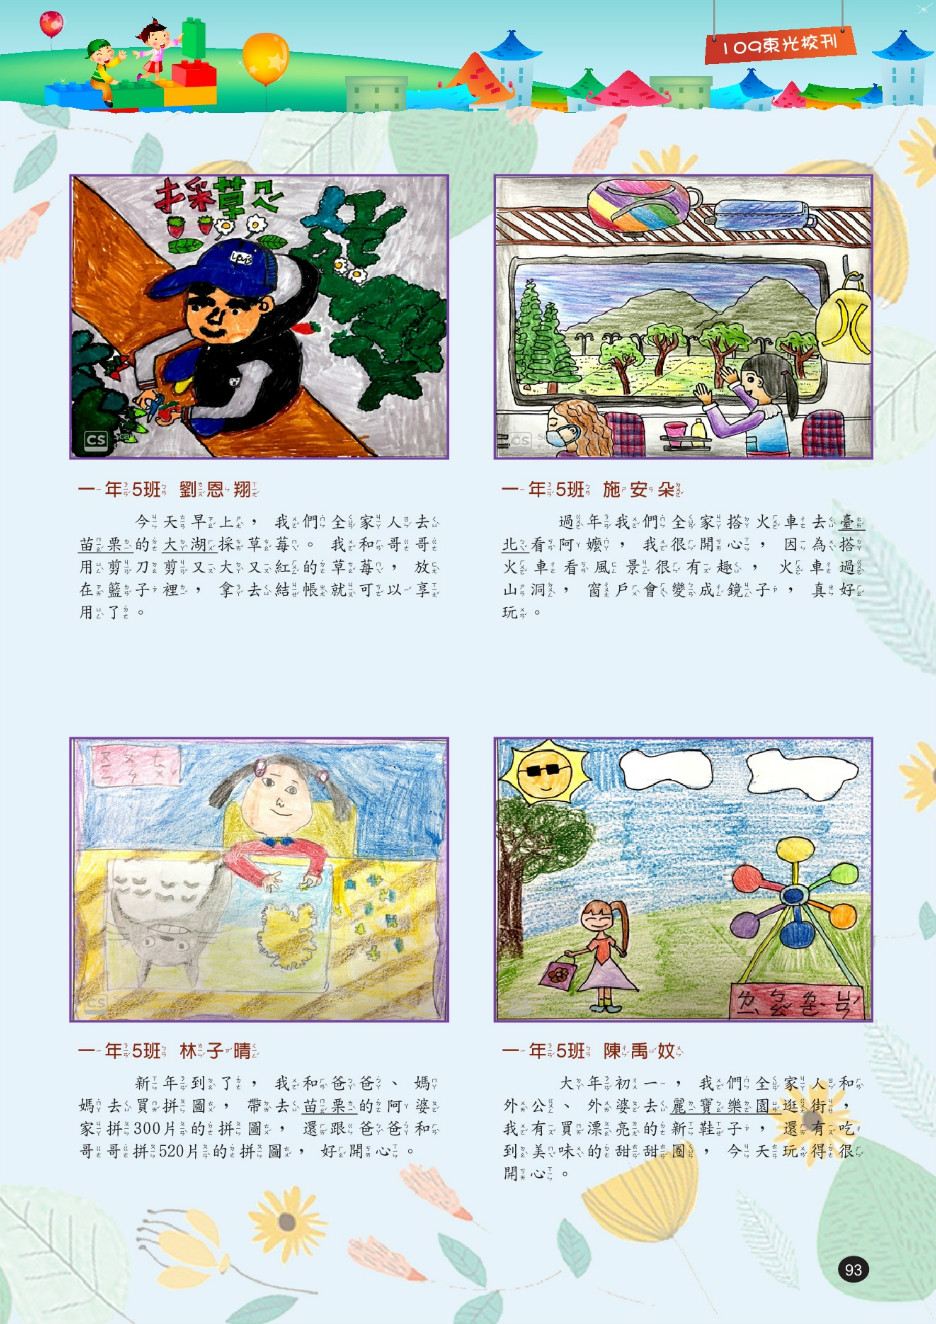 109東光校刊
採草莓
一年5班 劉恩翔
今天早上，我們全家人去
苗栗的大湖採草莓。我和哥哥
用剪刀剪又大又紅的草莓，放
在籃子裡，拿去結帳就可以享
用了。
一年5班 施安朵
過年我們全家搭火車去臺
北看阿嬤，我很開心，因為搭
火車看風景很有趣，火車過
山洞，窗戶會變成鏡子，真好
玩。
CS
一年5班 林子晴
新年到了，我和爸爸、媽
媽去買拼圖，帶去苗栗的阿婆
家拼300片的拼圖，還跟爸爸和
哥哥拼520片的拼圖，好開心。
一年5班 陳禹妏
大年初一，我們全家人和
外公、外婆去麗寶樂園逛街，
我有買漂亮的新鞋子，還有吃
到美味的甜甜圈，今天玩得很
開心。
93